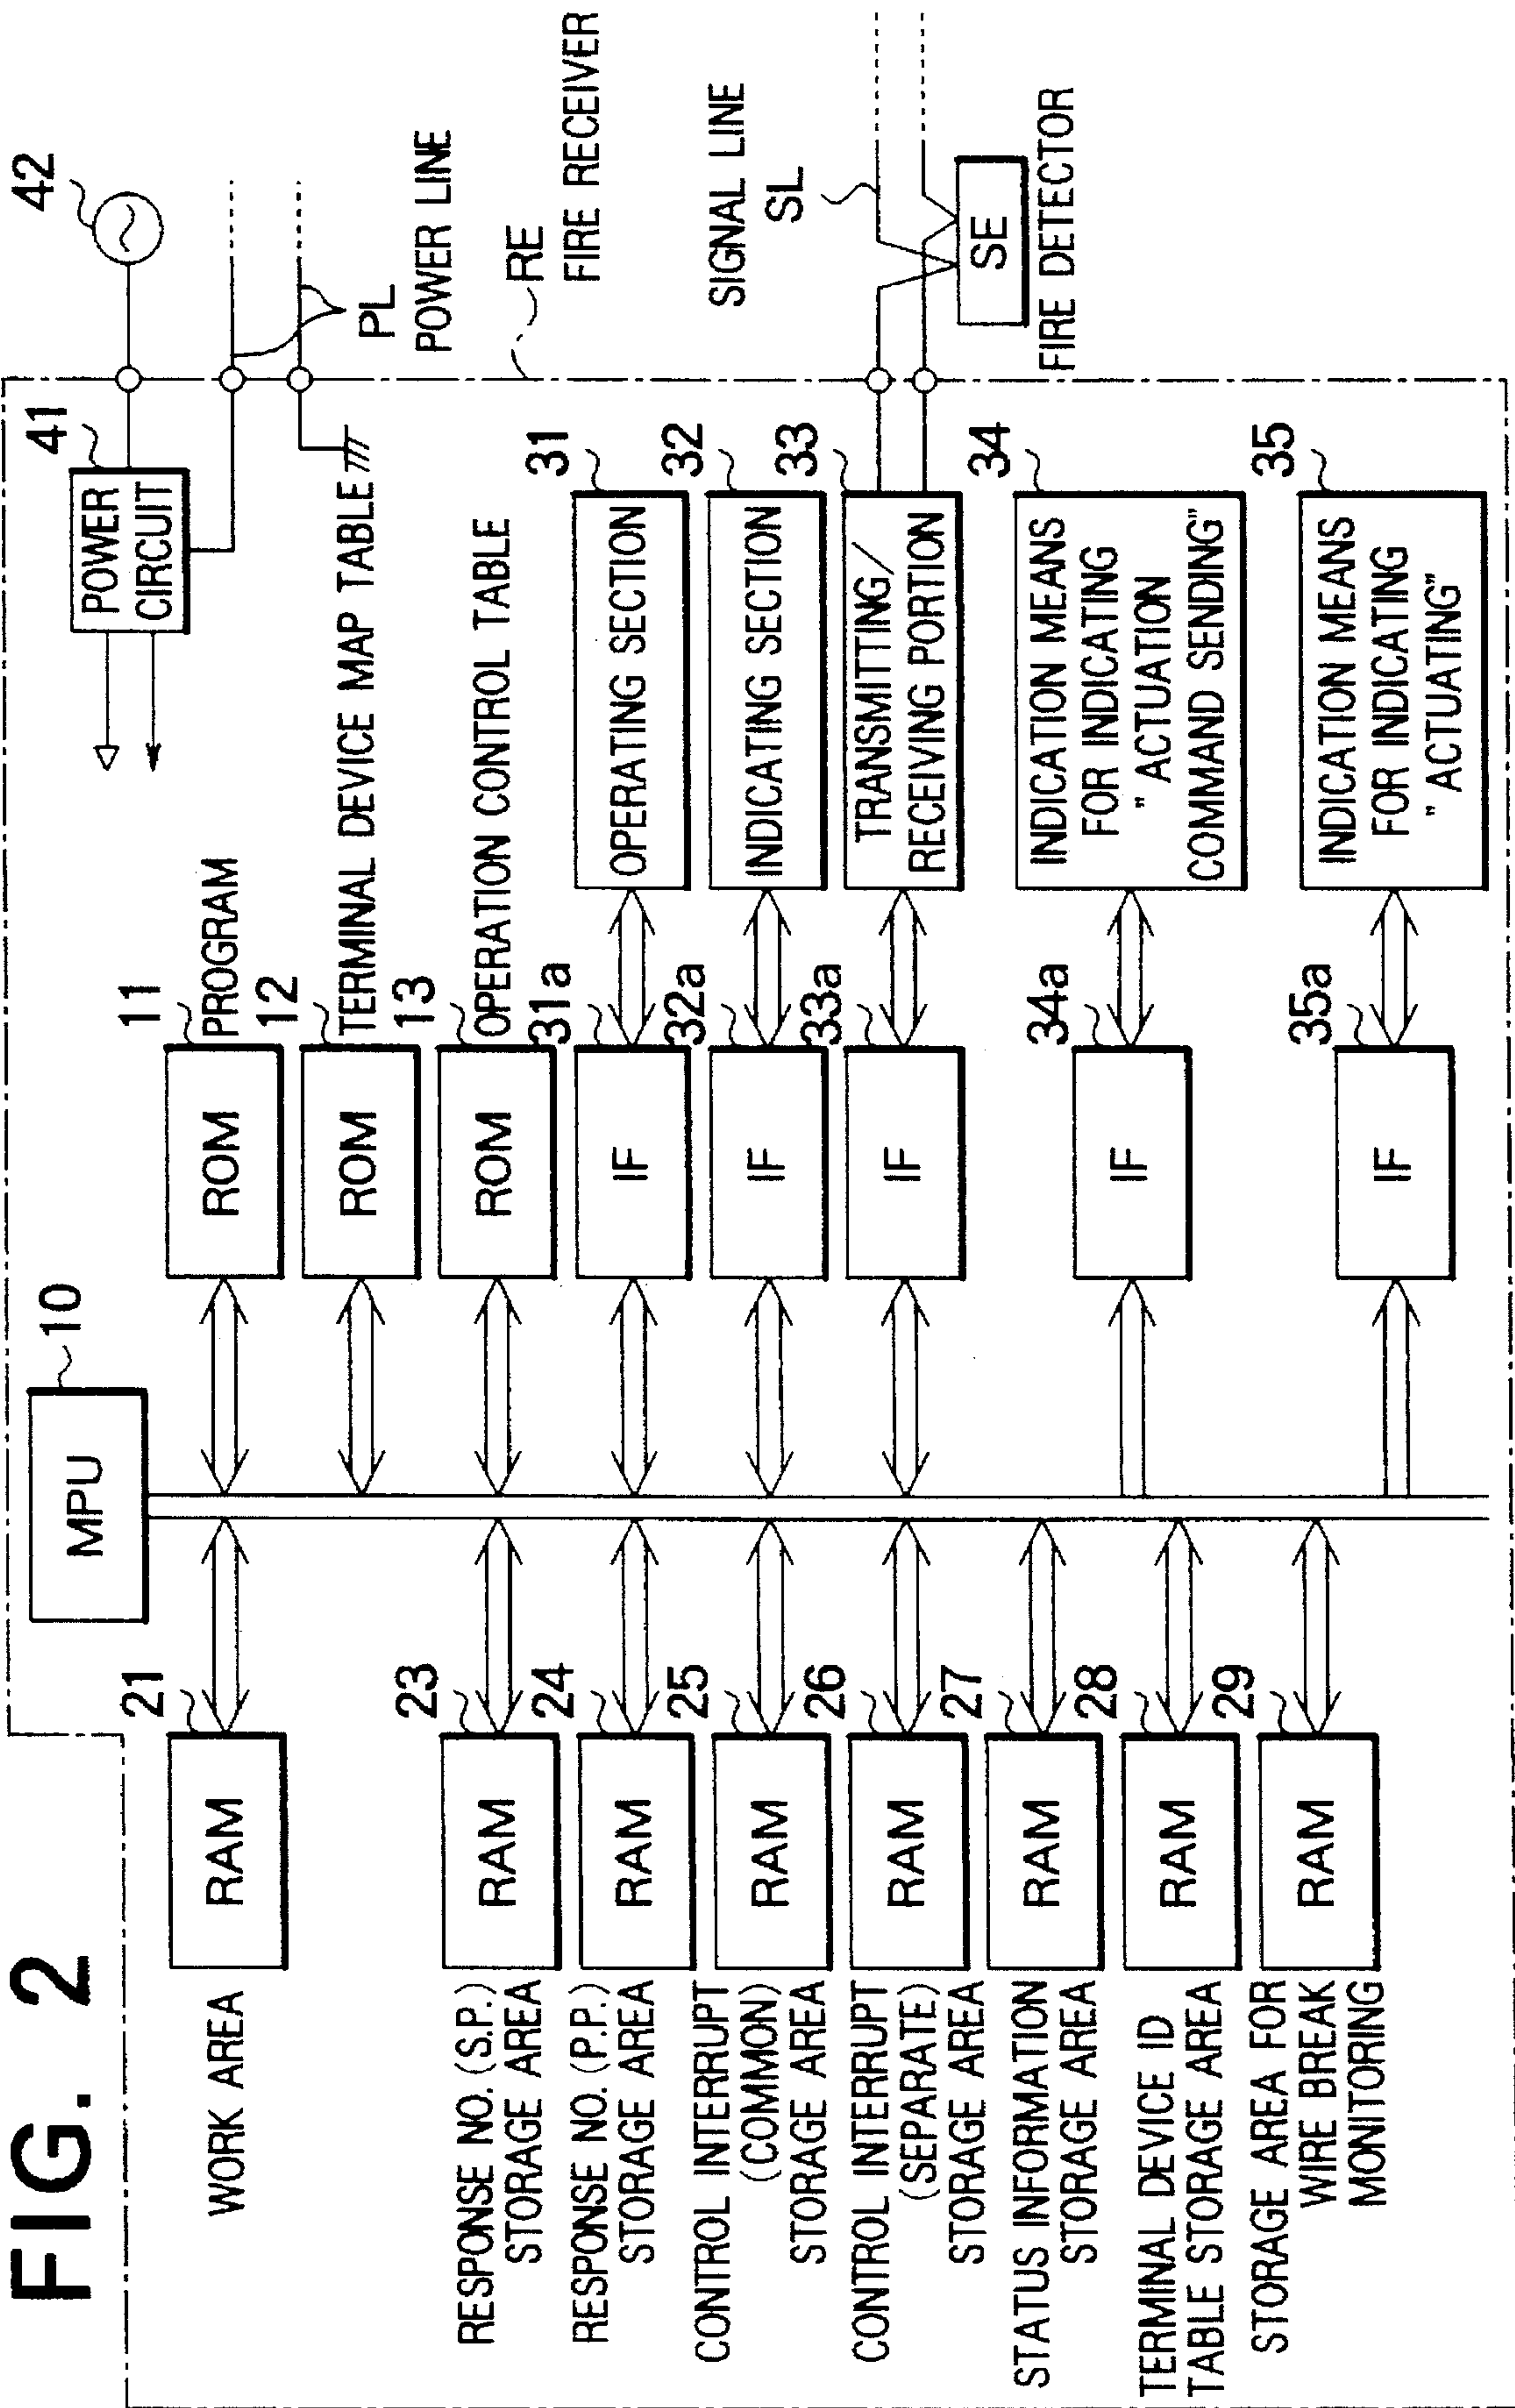 FIG. 2
MPU
10
21
RAM
WORK AREA
23
RAM
RESPONSE NO. (S.P.)
STORAGE AREA
24
RAM
RESPONSE NO. (P.P.)
STORAGE AREA
25
RAM
CONTROL INTERRUPT
(COMMON)
STORAGE AREA
26
RAM
CONTROL INTERRUPT
(SEPARATE)
STORAGE AREA
27
RAM
STATUS INFORMATION
STORAGE AREA
28
RAM
TERMINAL DEVICE ID
TABLE STORAGE AREA
29
RAM
STORAGE AREA FOR
WIRE BREAK
MONITORING
11
ROM
PROGRAM
12
ROM
TERMINAL DEVICE MAP TABLE
13
ROM
OPERATION CONTROL TABLE
31a
IF
31
OPERATING SECTION
32a
IF
32
INDICATING SECTION
33a
IF
33
TRANSMITTING/
RECEIVING PORTION
34a
IF
34
INDICATION MEANS
FOR INDICATING
" ACTUATION
COMMAND SENDING"
35a
IF
35
INDICATION MEANS
FOR INDICATING
" ACTUATING"
41
POWER
CIRCUIT
42
PL
POWER LINE
RE
FIRE RECEIVER
SIGNAL LINE
SL
SE
FIRE DETECTOR